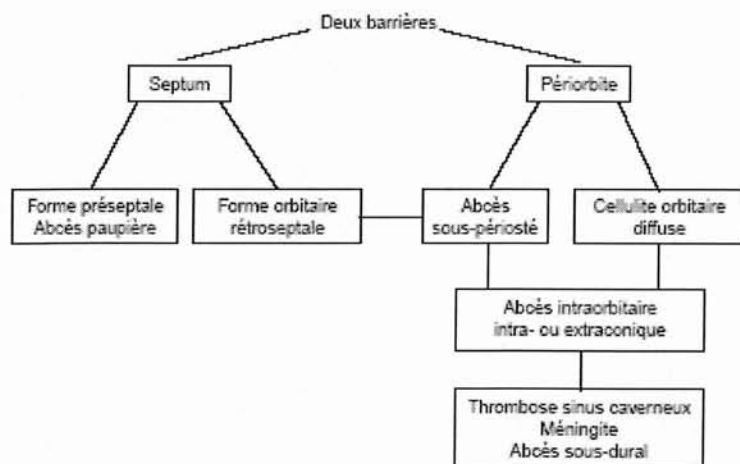 Deux barrières
Septum
Périorbite
Forme préseptale
Abcès paupière
Forme orbitaire
rétroseptale
Abcès
sous-périosté
Cellulite orbitaire
diffuse
Abcès intraorbitaire
intra- ou extraconique
Thrombose sinus caverneux
Méningite
Abcès sous-dural